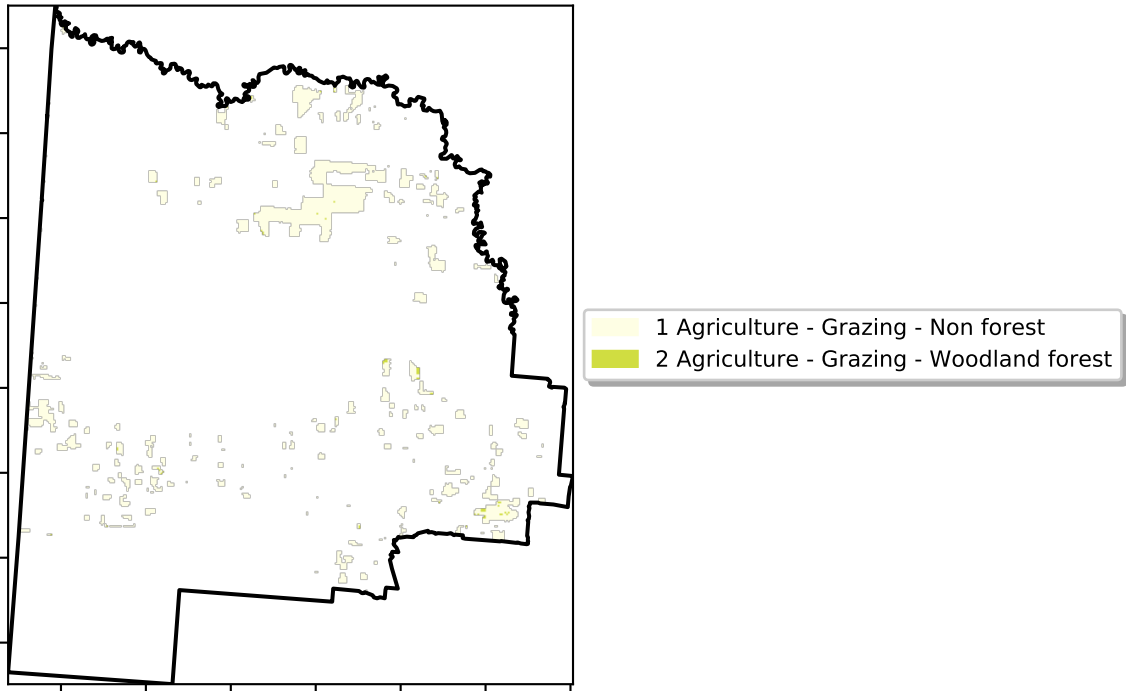 1 Agriculture - Grazing - Non forest
2 Agriculture - Grazing - Woodland forest